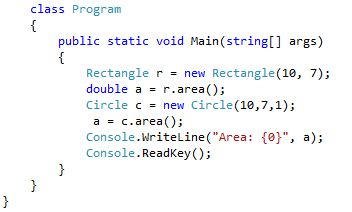 class Program
{
public static void Main(string[] args)
{
Rectangle r = new Rectangle(10, 7);
double a = r.area();
Circle c = new Circle(10,7,1);
a = c.area();
Console.WriteLine("Area: {0}", a);
Console.ReadKey();
}
}
}